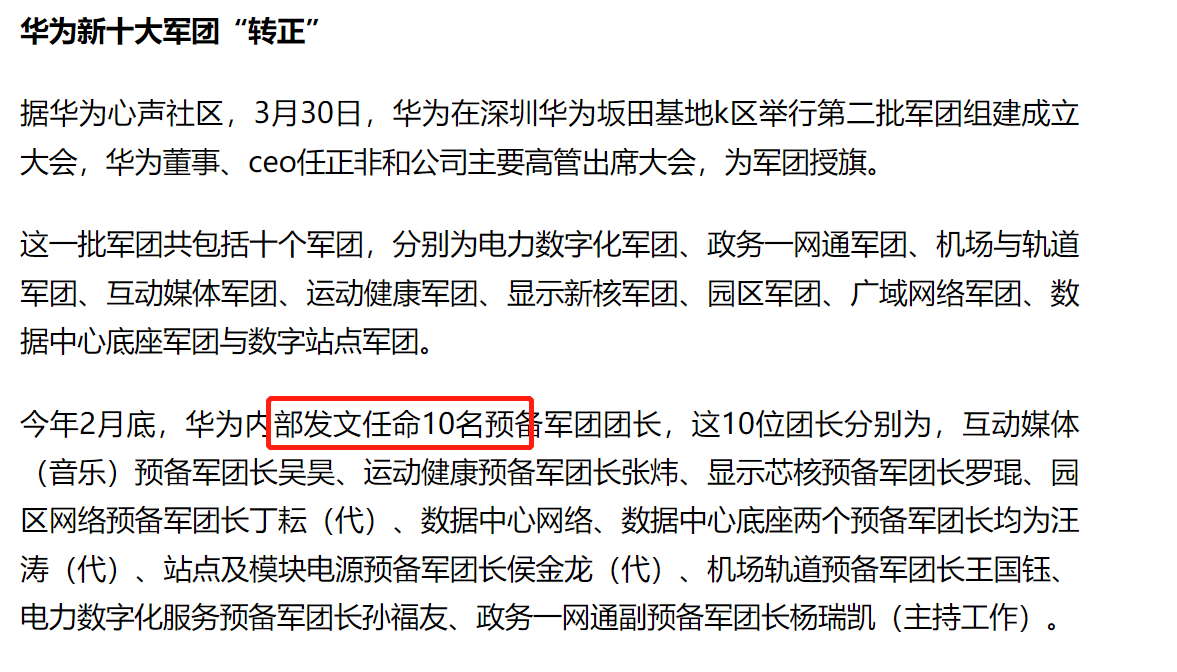 华为新十大军团“转正”
据华为心声社区，3月30日，华为在深圳华为坂田基地k区举行第二批军团组建成立
大会，华为董事、ceo任正非和公司主要高管出席大会，为军团授旗。
这一批军团共包括十个军团，分别为电力数字化军团、政务一网通军团、机场与轨道
军团、互动媒体军团、运动健康军团、显示新核军团、园区军团、广域网络军团、数
据中心底座军团与数字站点军团。
今年2月底，华为内部发文任命10名预备军团团长，这10位团长分别为，互动媒体
（音乐）预备军团长吴昊、运动健康预备军团长张炜、显示芯核预备军团长罗琨、园
区网络预备军团长丁耘（代）、数据中心网络、数据中心底座两个预备军团长均为汪
涛（代）、站点及模块电源预备军团长侯金龙（代）、机场轨道预备军团长王国钰、
电力数字化服务预备军团长孙福友、政务一网通副预备军团长杨瑞凯（主持工作）。